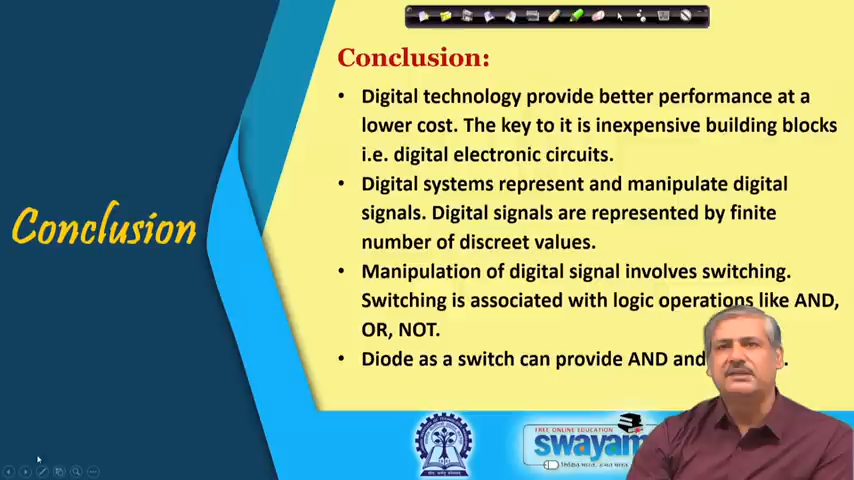 Conclusion:
• Digital technology provide better performance at a
lower cost. The key to it is inexpensive building blocks
i.e. digital electronic circuits.
• Digital systems represent and manipulate digital
signals. Digital signals are represented by finite
number of discreet values.
• Manipulation of digital signal involves switching.
Switching is associated with logic operations like AND,
OR, NOT.
• Diode as a switch can provide AND and
Conclusion
FREE ONLINE EDUCATION
swayam